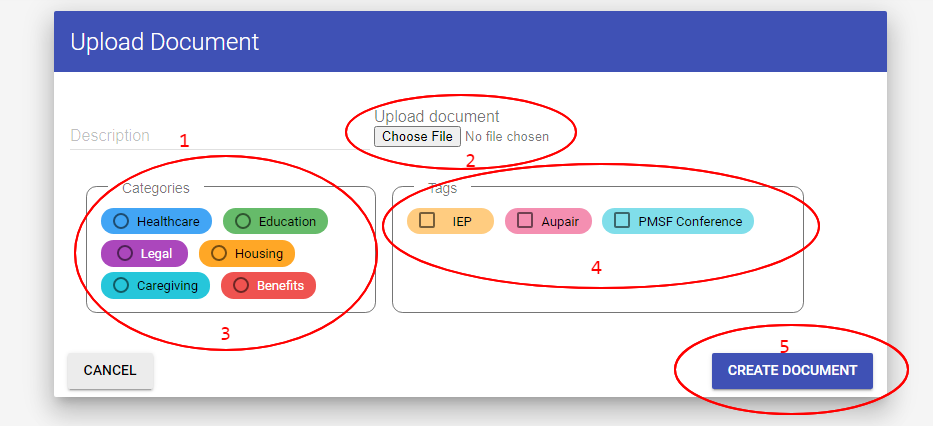 Upload Document
Upload document
Description 1
Choose File No file chosen
2
Categories
Tags
Healthcare Education
IEP Aupair PMSF Conference
Legal Housing
4
Caregiving Benefits
3
5
CANCEL
CREATE DOCUMENT